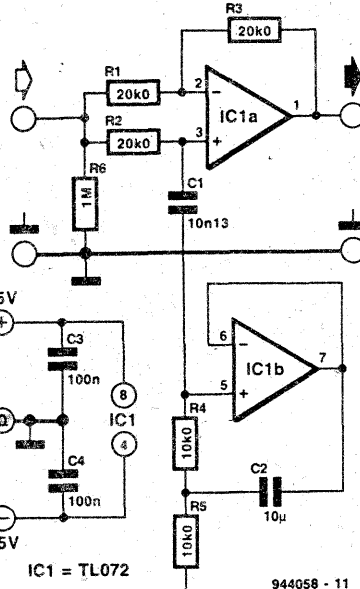 R3
20k0
R1
20k0
2
−
IC1a
1
R2
20k0
3
+
R6
1M
C1
10n13
5V
+
C3
100n
8
IC1
4
C4
100n
−
5V
6
−
IC1b
7
5
+
R4
10k0
C2
10µ
R5
10k0
IC1 = TL072
944058 - 11